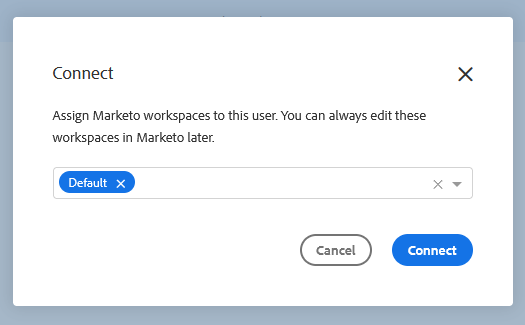 Connect
Assign Marketo workspaces to this user. You can always edit these
workspaces in Marketo later.
Default
Cancel
Connect